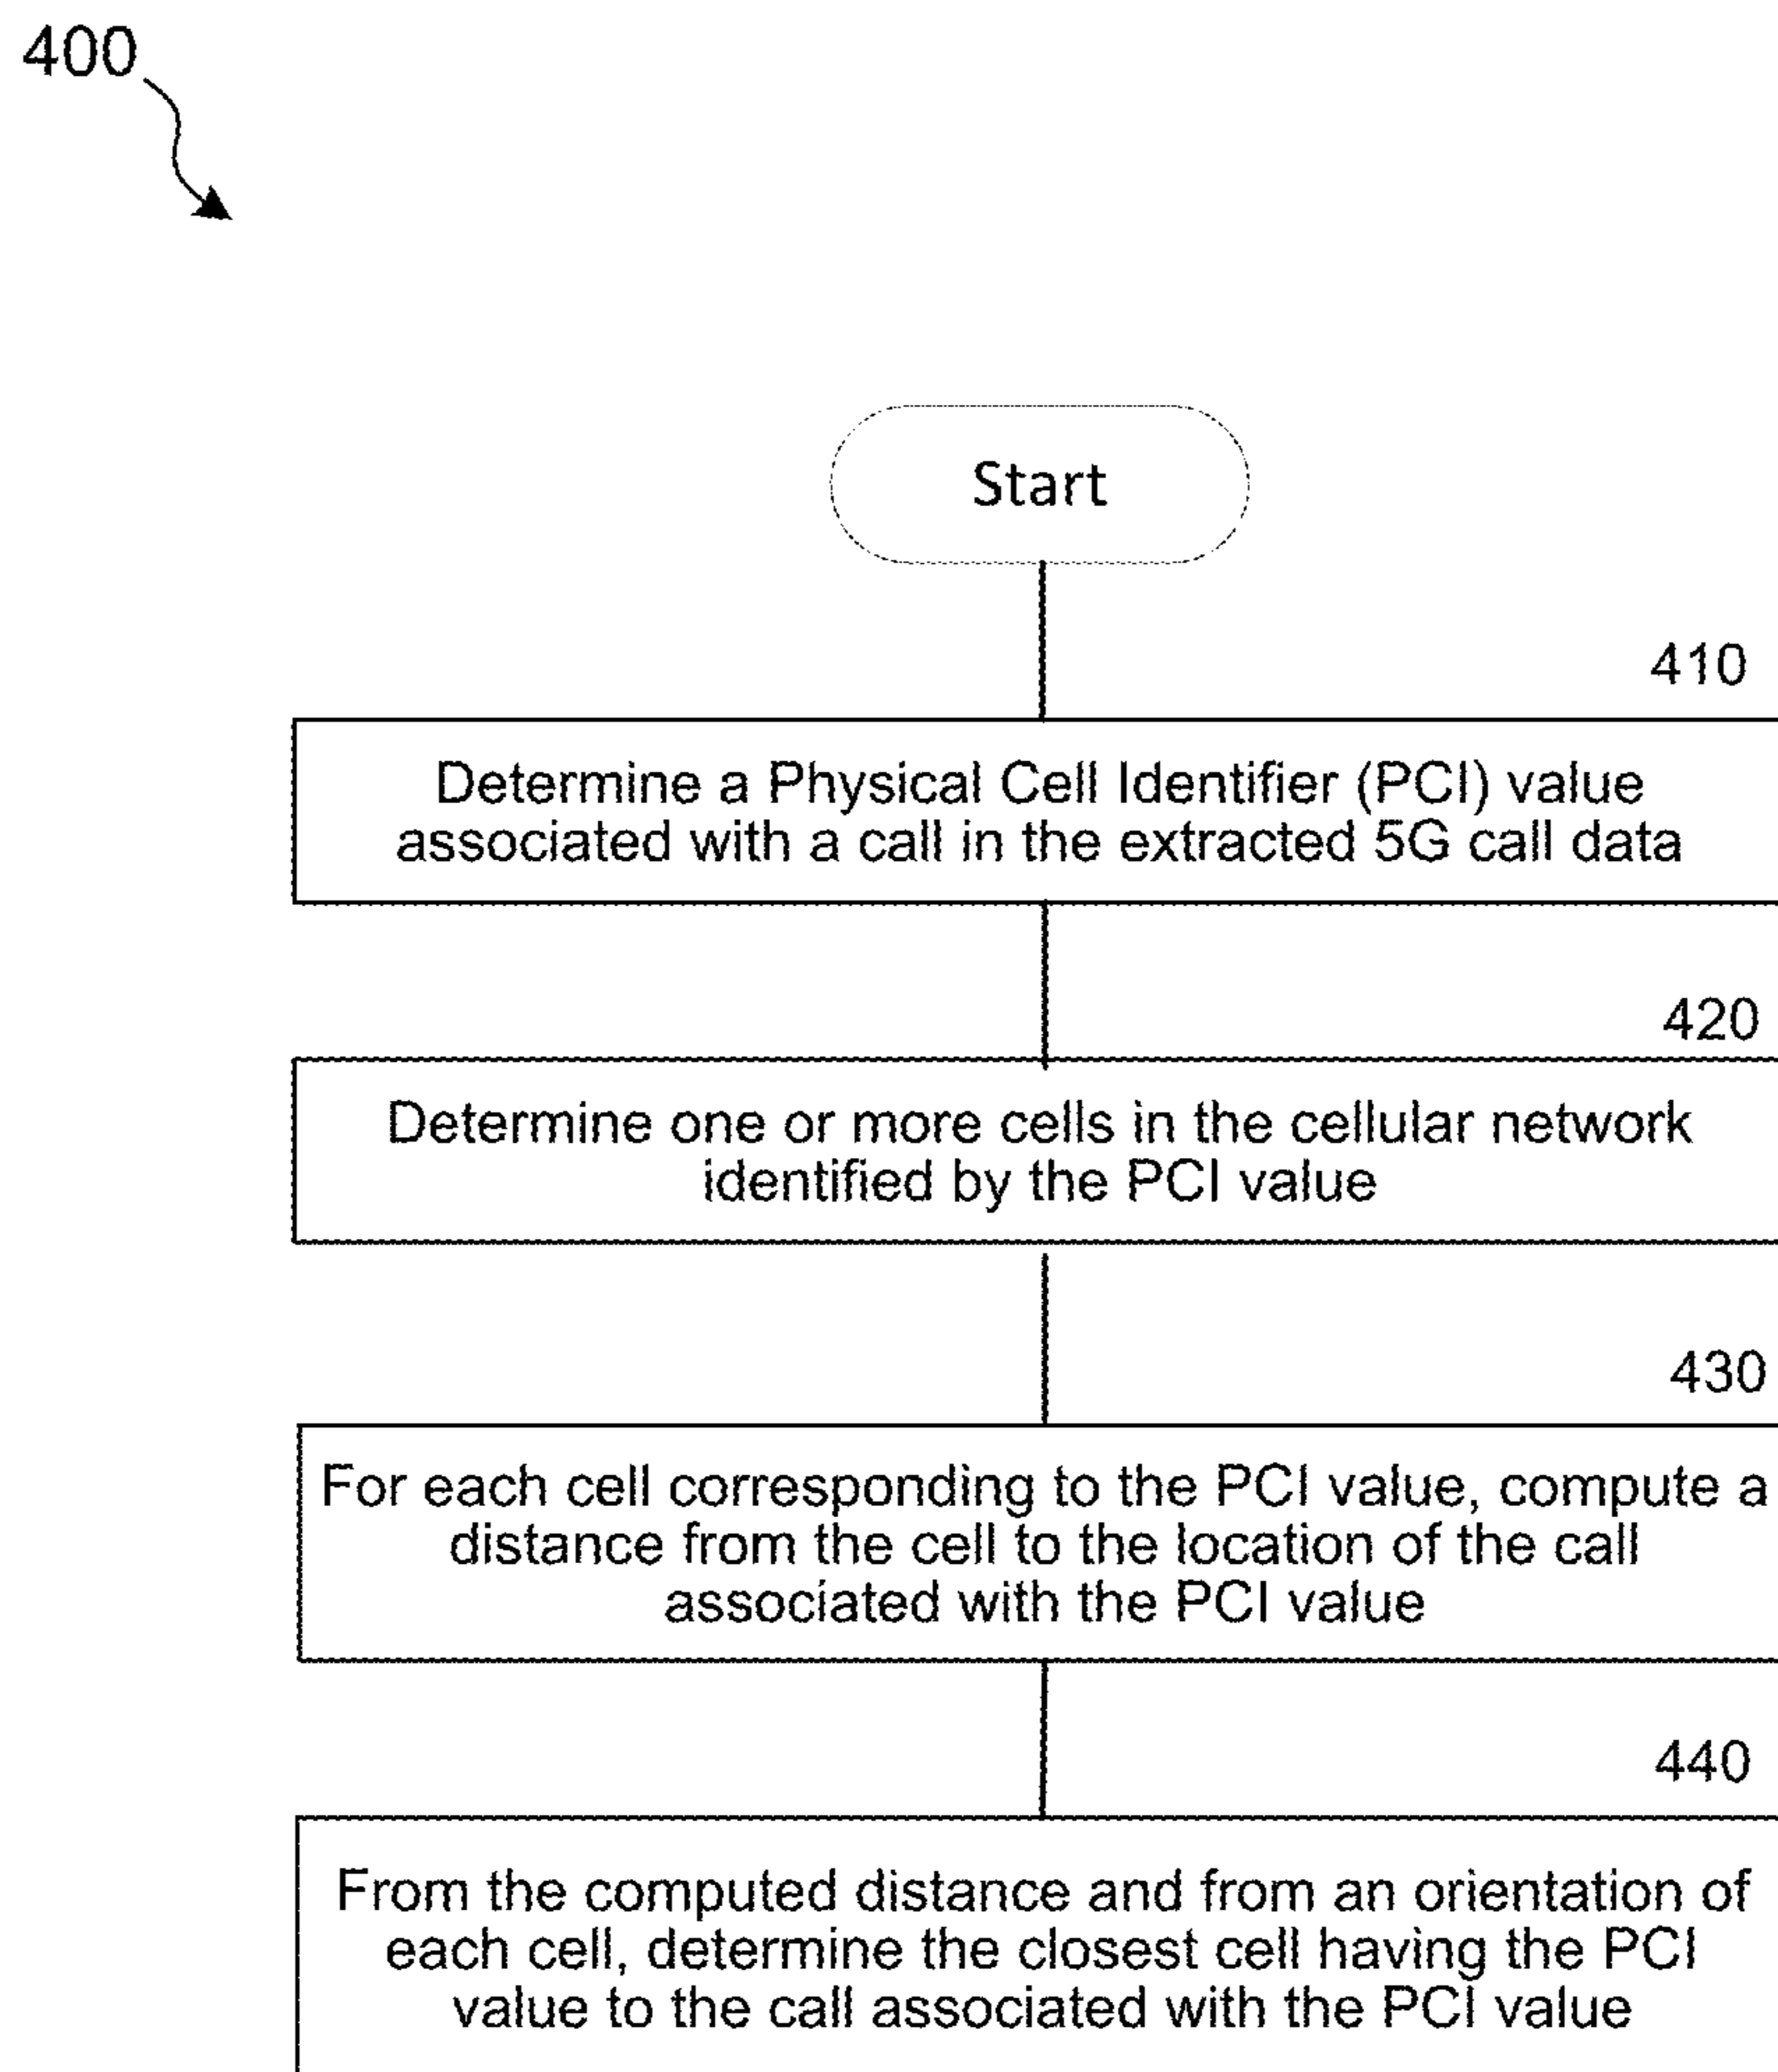 400
Start
410
Determine a Physical Cell Identifier (PCI) value
associated with a call in the extracted 5G call data
420
Determine one or more cells in the cellular network
identified by the PCI value
430
For each cell corresponding to the PCI value, compute a
distance from the cell to the location of the call
associated with the PCI value
440
From the computed distance and from an orientation of
each cell, determine the closest cell having the PCI
value to the call associated with the PCI value